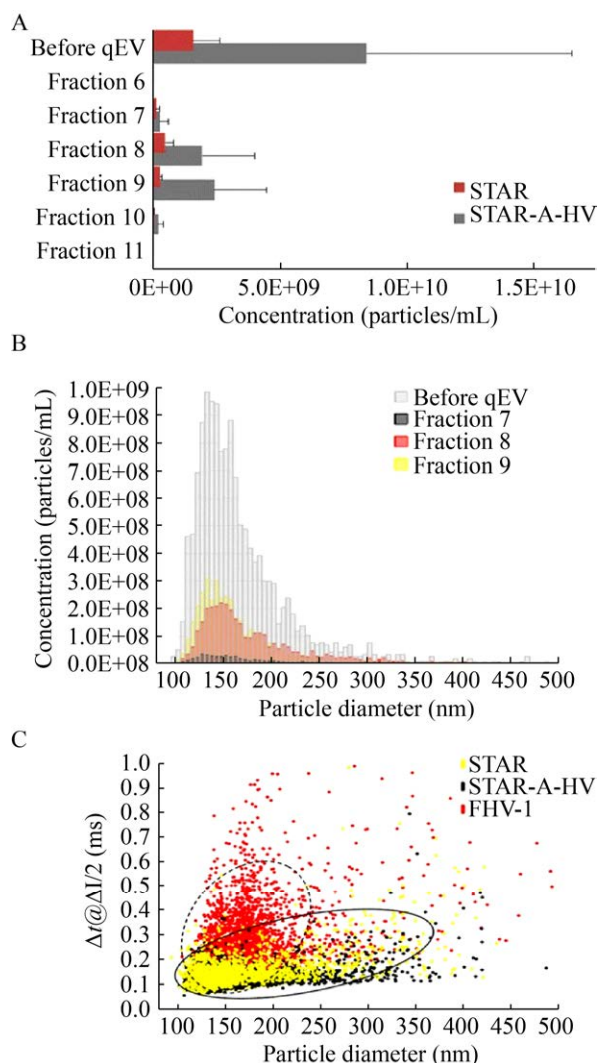 A
Before qEV
Fraction 6
Fraction 7
Fraction 8
Fraction 9
Fraction 10
Fraction 11
STAR
STAR-A-HV
0E+00 5.0E+09 1.0E+10 1.5E+10
Concentration (particles/mL)
B
Concentration (particles/mL)
1.0E+09
9.0E+08
8.0E+08
7.0E+08
6.0E+08
5.0E+08
4.0E+08
3.0E+08
2.0E+08
1.0E+08
0.0E+08
Before qEV
Fraction 7
Fraction 8
Fraction 9
100 150 200 250 300 350 400 450 500
Particle diameter (nm)
C
Δt@ΔI/2 (ms)
1.0
0.9
0.8
0.7
0.6
0.5
0.4
0.3
0.2
0.1
0.0
STAR
STAR-A-HV
FHV-1
100 150 200 250 300 350 400 450 500
Particle diameter (nm)